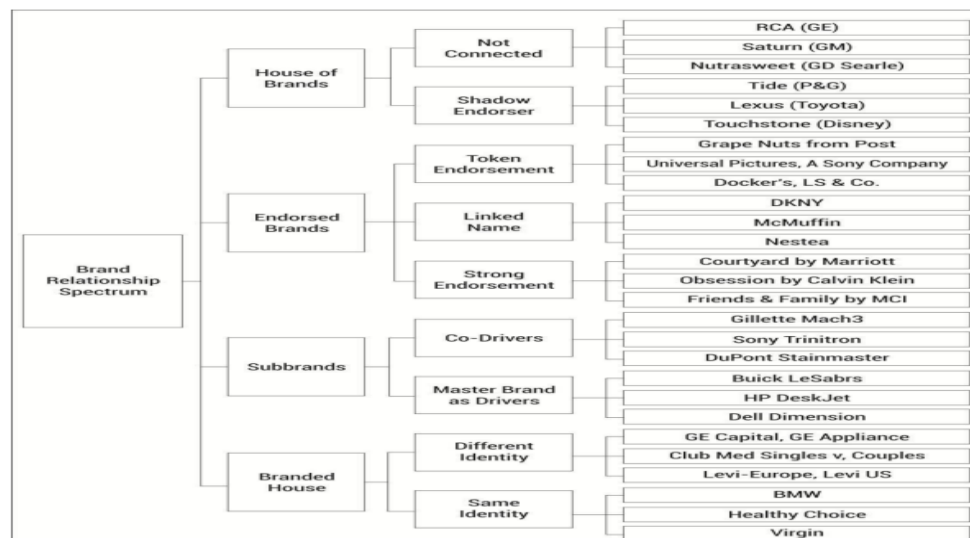 Brand
Relationship
Spectrum
House of
Brands
Not
Connected
RCA (GE)
Saturn (GM)
Nutrasweet (GD Searle)
Shadow
Endorser
Tide (P&G)
Lexus (Toyota)
Touchstone (Disney)
Endorsed
Brands
Token
Endorsement
Grape Nuts from Post
Universal Pictures, A Sony Company
Docker's, LS & Co.
Linked
Name
DKNY
McMuffin
Nestea
Strong
Endorsement
Courtyard by Marriott
Obsession by Calvin Klein
Friends & Family by MCI
Subbrands
Co-Drivers
Gillette Mach3
Sony Trinitron
DuPont Stainmaster
Master Brand
as Drivers
Buick LeSabrs
HP DeskJet
Dell Dimension
Branded
House
Different
Identity
GE Capital, GE Appliance
Club Med Singles v, Couples
Levi-Europe, Levi US
Same
Identity
BMW
Healthy Choice
Virgin